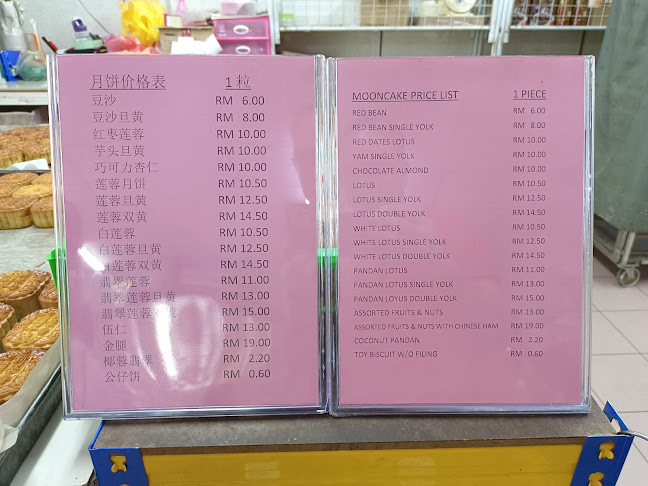 月饼价格表 1 粒
豆沙 RM 6.00
豆沙旦黄 RM 8.00
红枣莲蓉 RM 10.00
芋头旦黄 RM 10.00
巧可力杏仁 RM 10.00
莲蓉月饼 RM 10.50
莲蓉旦黄 RM 12.50
莲蓉双黄 RM 14.50
白莲蓉 RM 10.50
白莲蓉旦黄 RM 12.50
白莲蓉双黄 RM 14.50
翡翠莲蓉 RM 11.00
翡翠莲蓉旦黄 RM 13.00
翡翠莲蓉 黄 RM 15.00
伍仁 RM 13.00
金腿 RM 19.00
椰蓉翡翠 RM 2.20
公仔饼 RM 0.60
MOONCAKE PRICE LIST 1 PIECE
RED BEAN RM 6.00
RED BEAN SINGLE YOLK RM 8.00
RED DATES LOTUS RM 10.00
YAM SINGLE YOLK RM 10.00
CHOCOLATE ALMOND RM 10.00
LOTUS RM 10.50
LOTUS SINGLE YOLK RM 12.50
LOTUS DOUBLE YOLK RM 14.50
WHITE LOTUS RM 10.50
WHITE LOTUS SINGLE YOLK RM 12.50
WHITE LOTUS DOUBLE YOLK RM 14.50
PANDAN LOTUS RM 11.00
PANDAN LOTUS SINGLE YOLK RM 13.00
PANDAN LOYUS DOUBLE YOLK RM 15.00
ASSORTED FRUITS & NUTS RM 13.00
ASSORTED FRUITS & NUTS WITH CHINESE HAM RM 19.00
COCONUT PANDAN RM 2.20
TOY BISCUIT W/O FILING RM 0.60